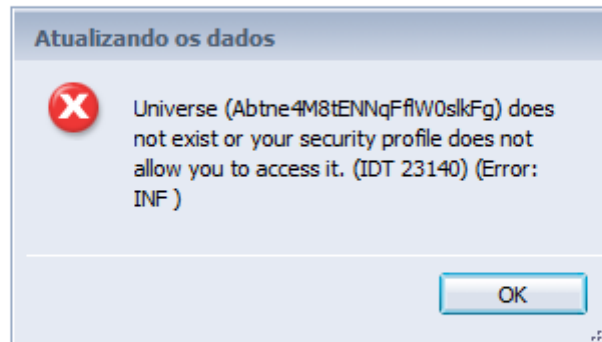 Atualizando os dados
Universe (Abtne4M8tENNqFflW0slkFg) does
not exist or your security profile does not
allow you to access it. (IDT 23140) (Error:
INF )
OK